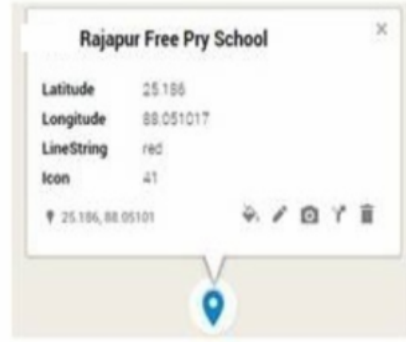 Rajapur Free Pry School
Latitude 25.186
Longitude 88.051017
LineString red
Icon 41
25.186, 88.05101